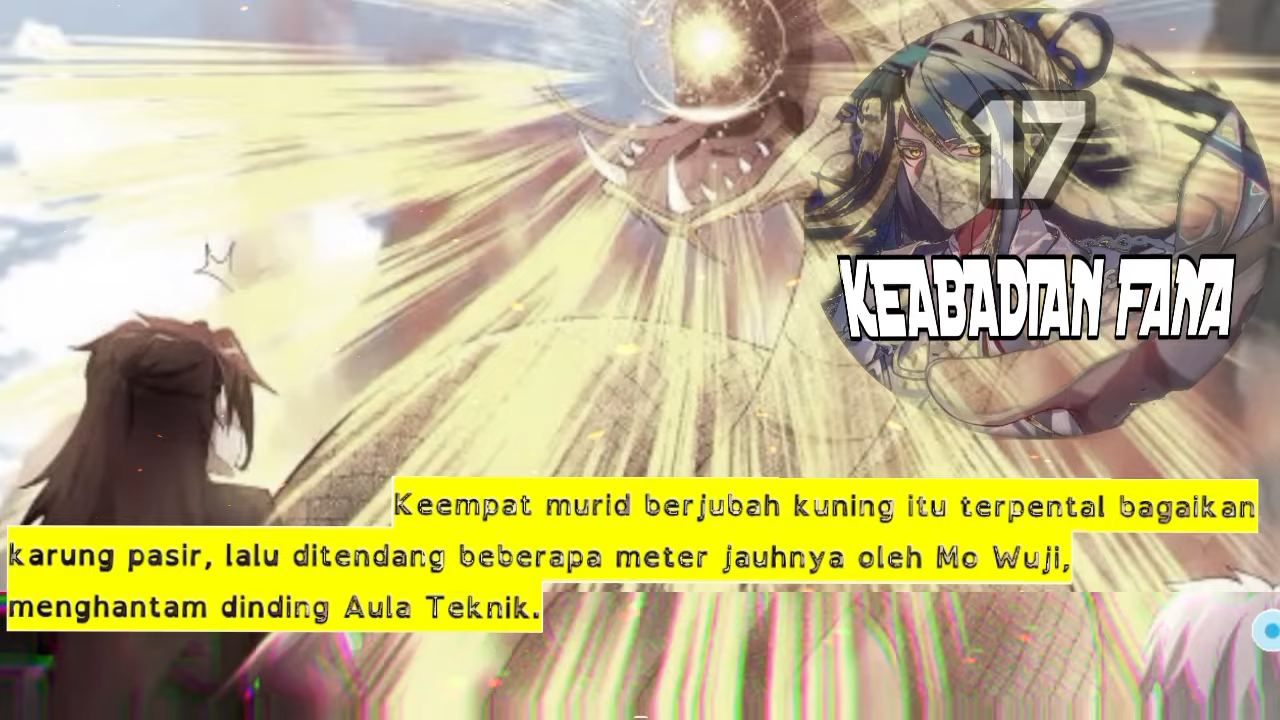 17
KEABADIAN FANA
Keempat murid berjubah kuning itu terpental bagaikan
karung pasir, lalu ditendang beberapa meter jauhnya oleh Mo Wuji,
menghantam dinding Aula Teknik.